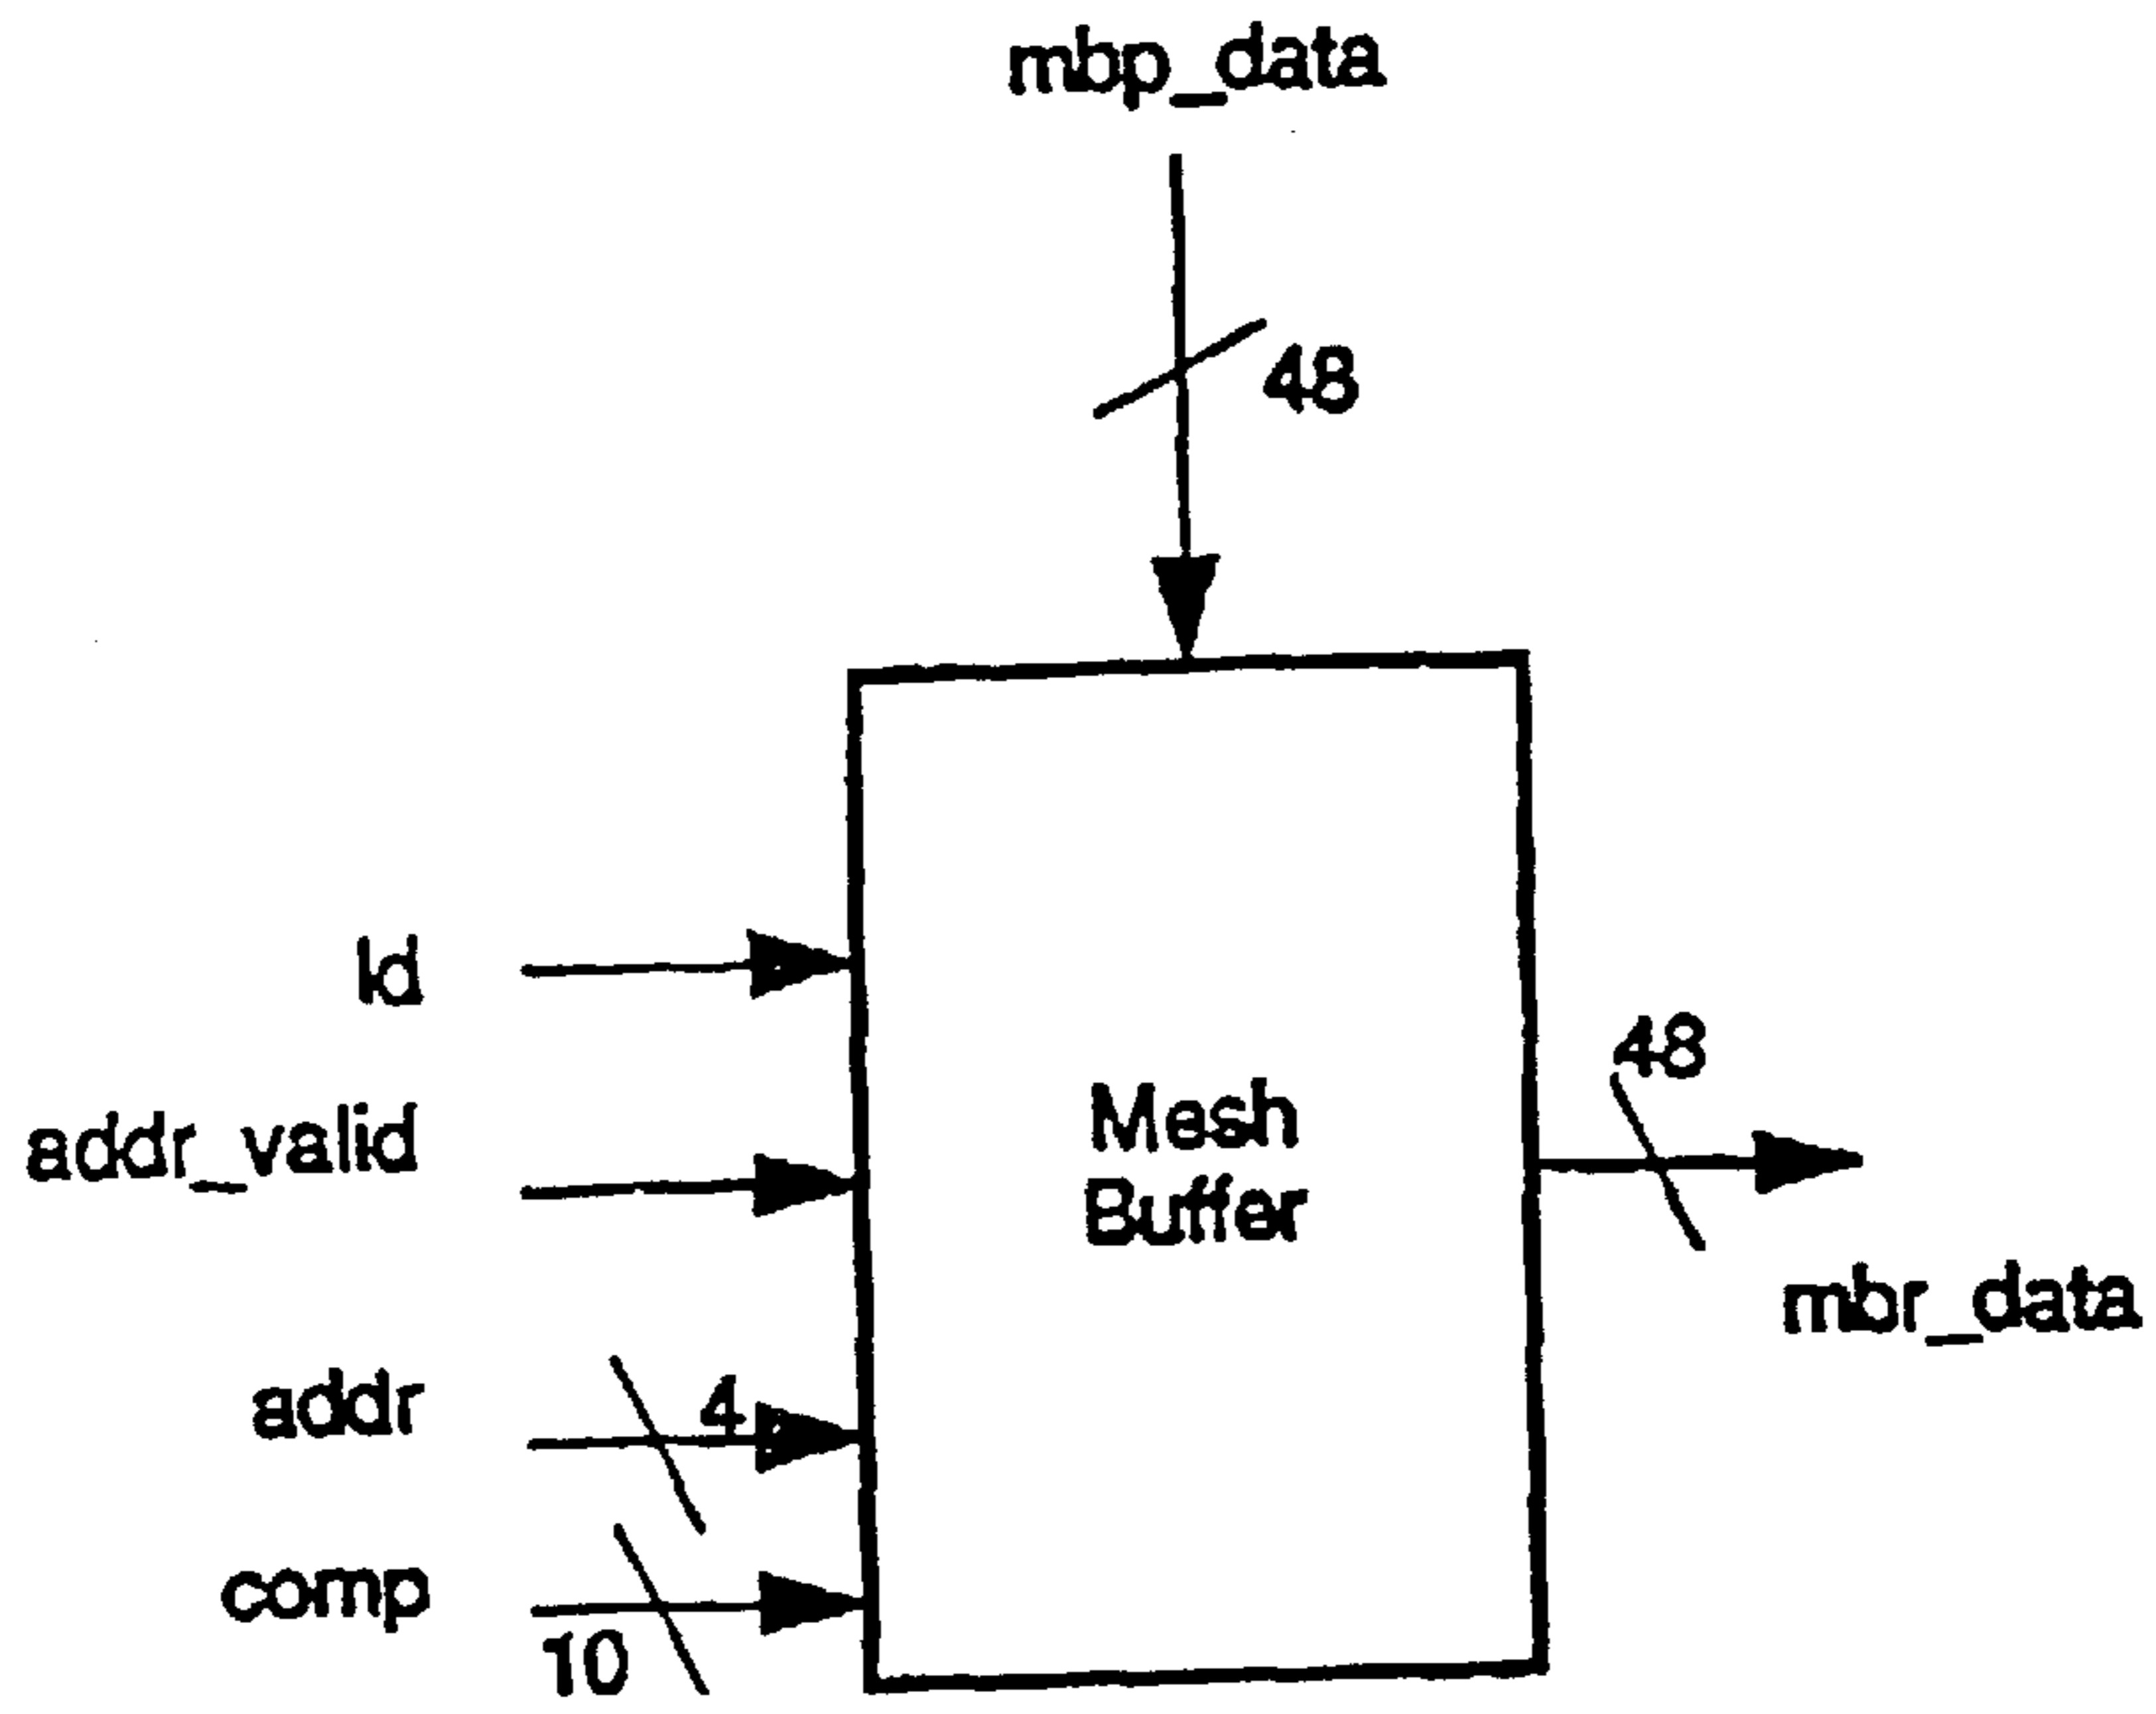 mbp_data
48
ld
addr_valid
addr
4
comp
10
Mesh
Buffer
48
mbr_data